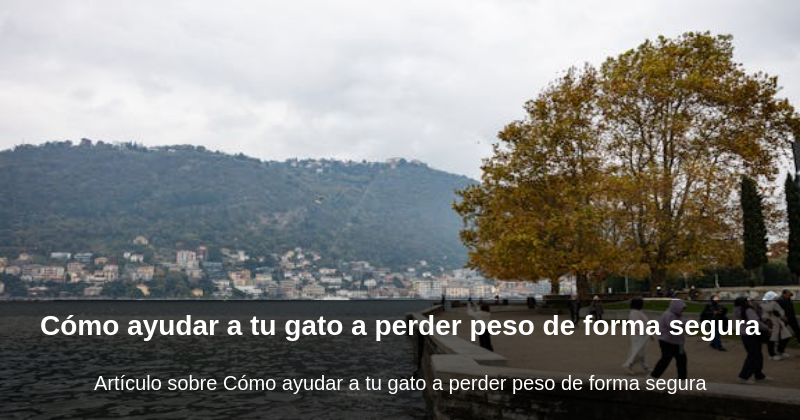 Cómo ayudar a tu gato a perder peso de forma segura
Artículo sobre Cómo ayudar a tu gato a perder peso de forma segura